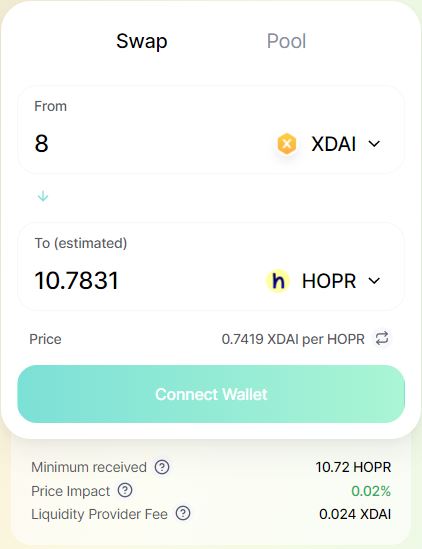 Swap Pool
From
8 XDAI
To (estimated)
10.7831 HOPR
Price 0.7419 XDAI per HOPR
Connect Wallet
Minimum received ? 10.72 HOPR
Price Impact ? 0.02%
Liquidity Provider Fee ? 0.024 XDAI